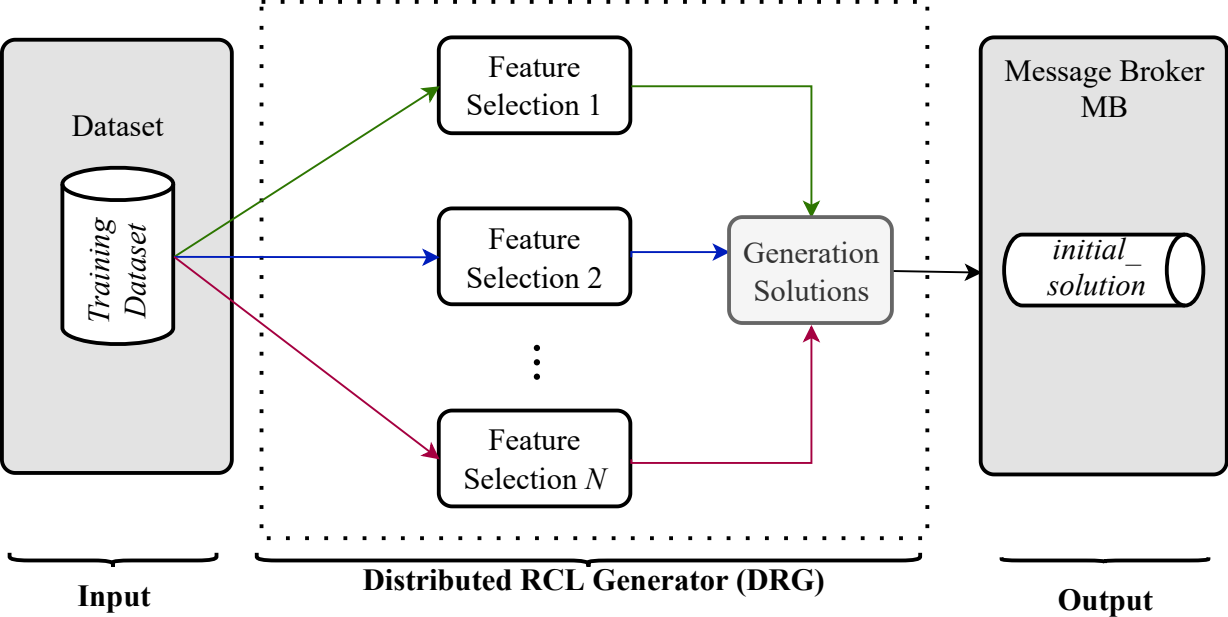 Dataset
Training
Dataset
Feature
Selection 1
Feature
Selection 2
Feature
Selection N
Generation
Solutions
Message Broker
MB
initial_
solution
Input
Distributed RCL Generator (DRG)
Output